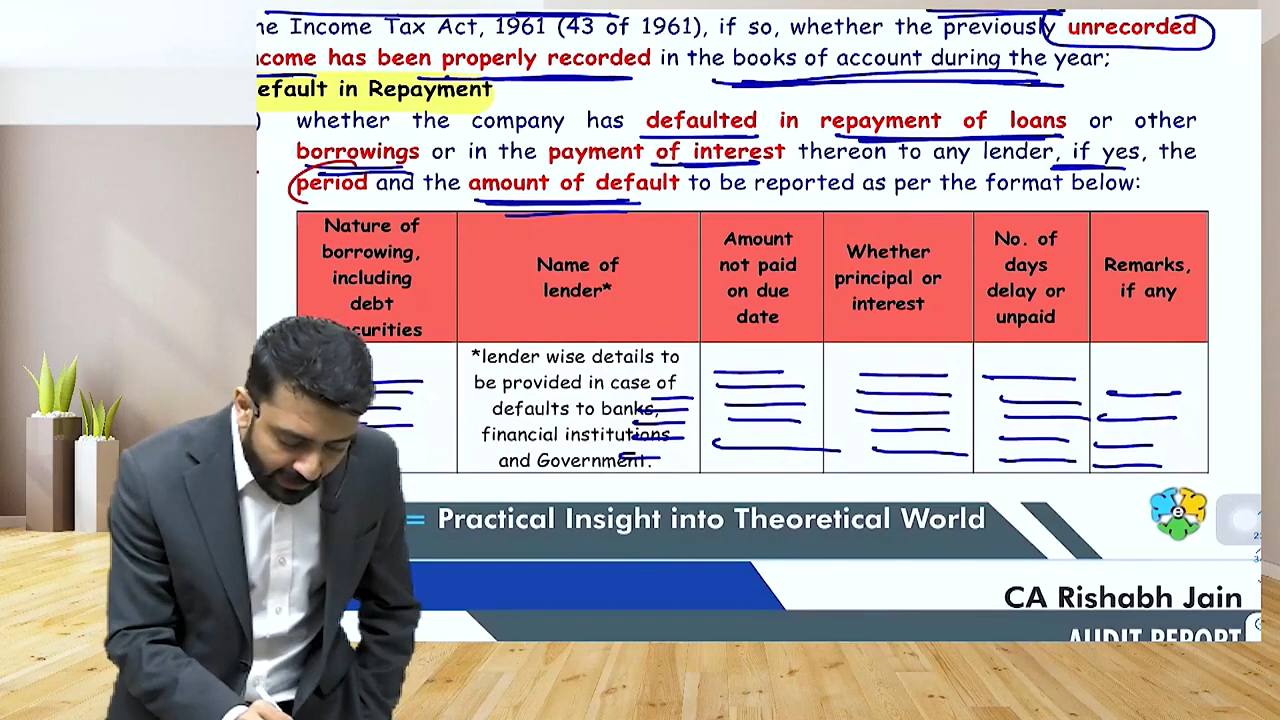 he Income Tax Act, 1961 (43 of 1961), if so, whether the previously unrecorded
come has been properly recorded in the books of account during the year;
efault in Repayment
) whether the company has defaulted in repayment of loans or other
borrowings or in the payment of interest thereon to any lender, if yes, the
period and the amount of default to be reported as per the format below:
Nature of
borrowing,
including
debt
curities
Name of
lender*
Amount
not paid
on due
date
Whether
principal or
interest
No. of
days
delay or
unpaid
Remarks,
if any
*lender wise details to
be provided in case of
defaults to banks,
financial institutions
and Government.
= Practical Insight into Theoretical World
CA Rishabh Jain
AUDIT REPORT